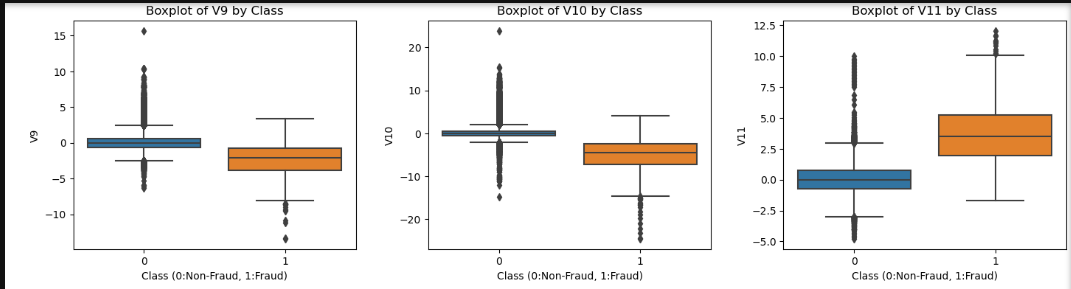 Boxplot of V9 by Class
V9
15
10
5
0
−5
−10
0 1
Class (0:Non-Fraud, 1:Fraud)
Boxplot of V10 by Class
V10
20
10
0
−10
−20
0 1
Class (0:Non-Fraud, 1:Fraud)
Boxplot of V11 by Class
V11
12.5
10.0
7.5
5.0
2.5
0.0
−2.5
−5.0
0 1
Class (0:Non-Fraud, 1:Fraud)